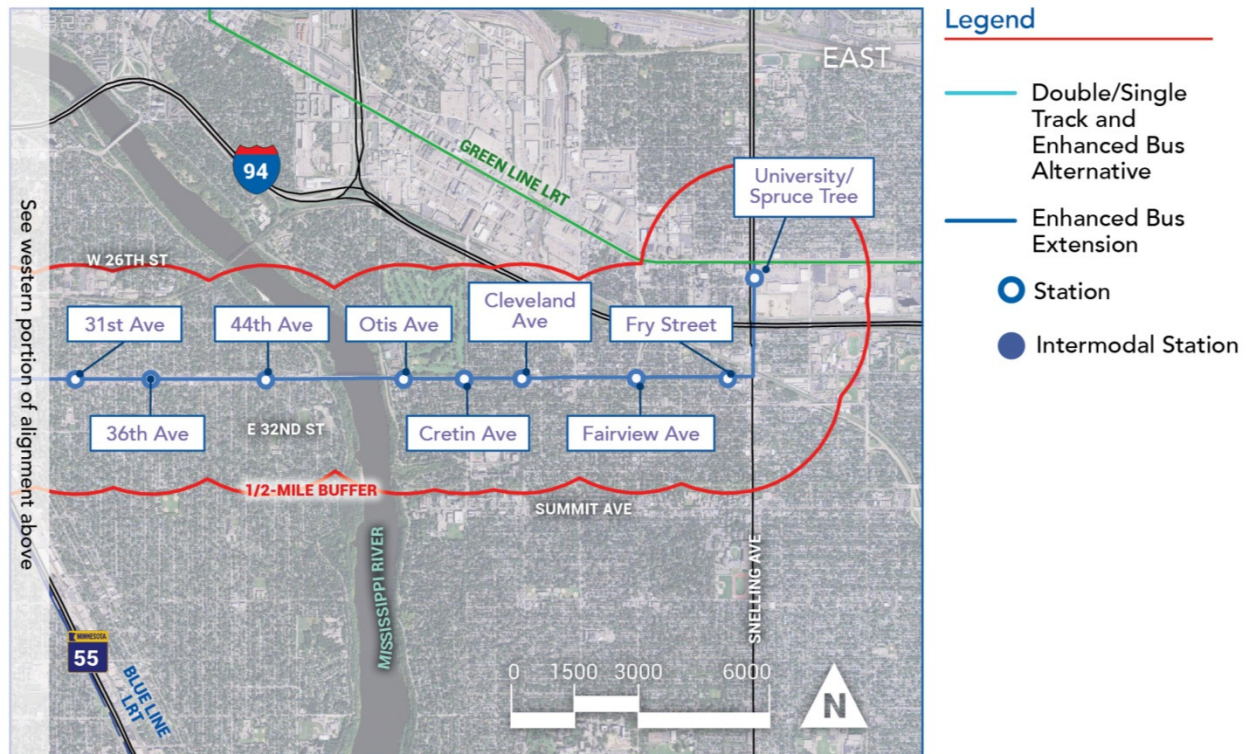 EAST
94
GREEN LINE LRT
University/
Spruce Tree
See western portion of alignment above
W 26TH ST
31st Ave
44th Ave
Otis Ave
Cleveland
Ave
Fry Street
36th Ave
E 32ND ST
Cretin Ave
Fairview Ave
1/2-MILE BUFFER
SUMMIT AVE
MISSISSIPPI RIVER
SNELLING AVE
MINNESOTA
55
BLUE LINE
LRT
0 1500 3000 6000
N
Legend
Double/Single
Track and
Enhanced Bus
Alternative
Enhanced Bus
Extension
Station
Intermodal Station